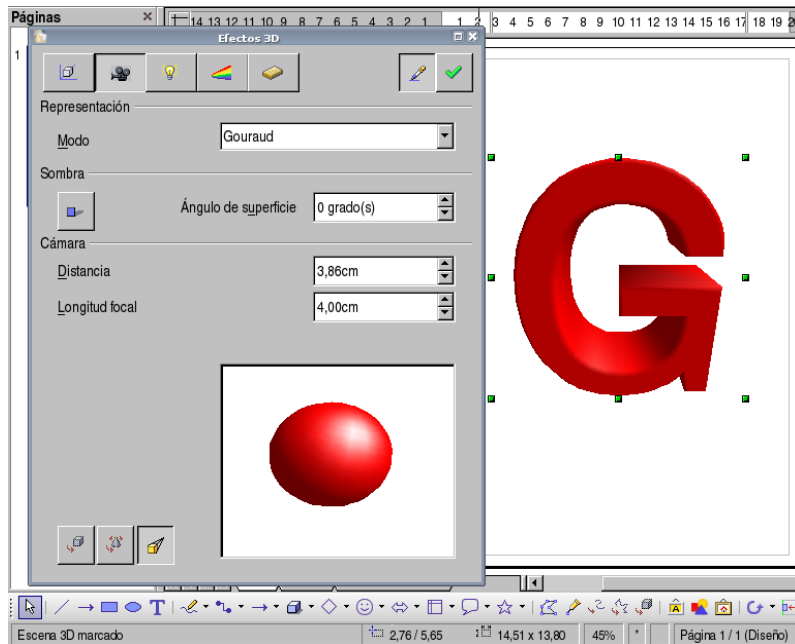 Páginas
14 13 12 11 10 9 8 7 6 5 4 3 2 1 1 2 3 4 5 6 7 8 9 10 11 12 13 14 15 16 17 18 19
Efectos 3D
1
Representación
Modo
Gouraud
Sombra
Ángulo de superficie
0 grado(s)
Cámara
Distancia
3,86cm
Longitud focal
4,00cm
G
T
A
Escena 3D marcado
2,76 / 5,65
14,51 x 13,80
45%
*
Página 1 / 1 (Diseño)